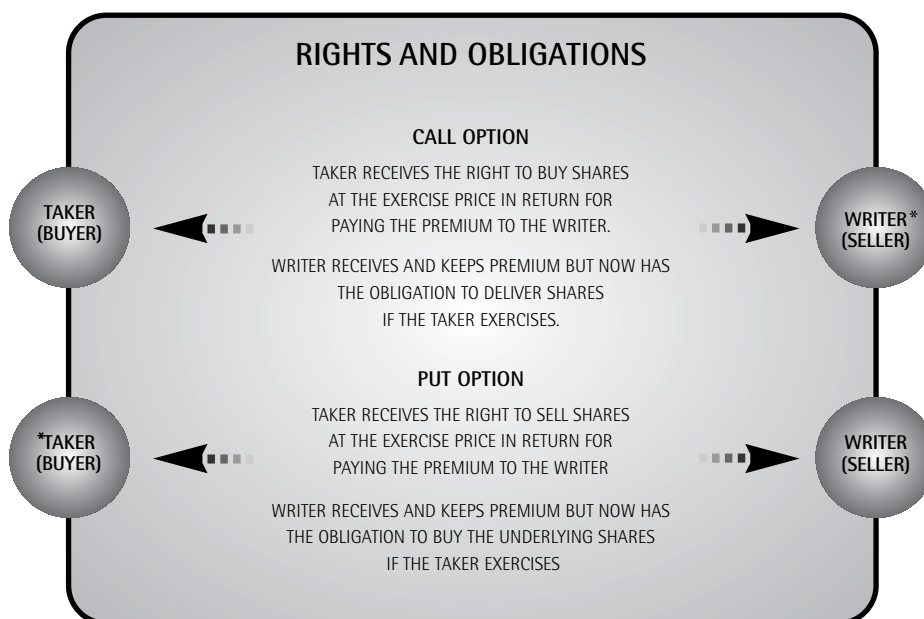 RIGHTS AND OBLIGATIONS
CALL OPTION
TAKER RECEIVES THE RIGHT TO BUY SHARES
AT THE EXERCISE PRICE IN RETURN FOR
PAYING THE PREMIUM TO THE WRITER.
WRITER RECEIVES AND KEEPS PREMIUM BUT NOW HAS
THE OBLIGATION TO DELIVER SHARES
IF THE TAKER EXERCISES.
TAKER
(BUYER)
WRITER*
(SELLER)
PUT OPTION
TAKER RECEIVES THE RIGHT TO SELL SHARES
AT THE EXERCISE PRICE IN RETURN FOR
PAYING THE PREMIUM TO THE WRITER
WRITER RECEIVES AND KEEPS PREMIUM BUT NOW HAS
THE OBLIGATION TO BUY THE UNDERLYING SHARES
IF THE TAKER EXERCISES
*TAKER
(BUYER)
WRITER
(SELLER)